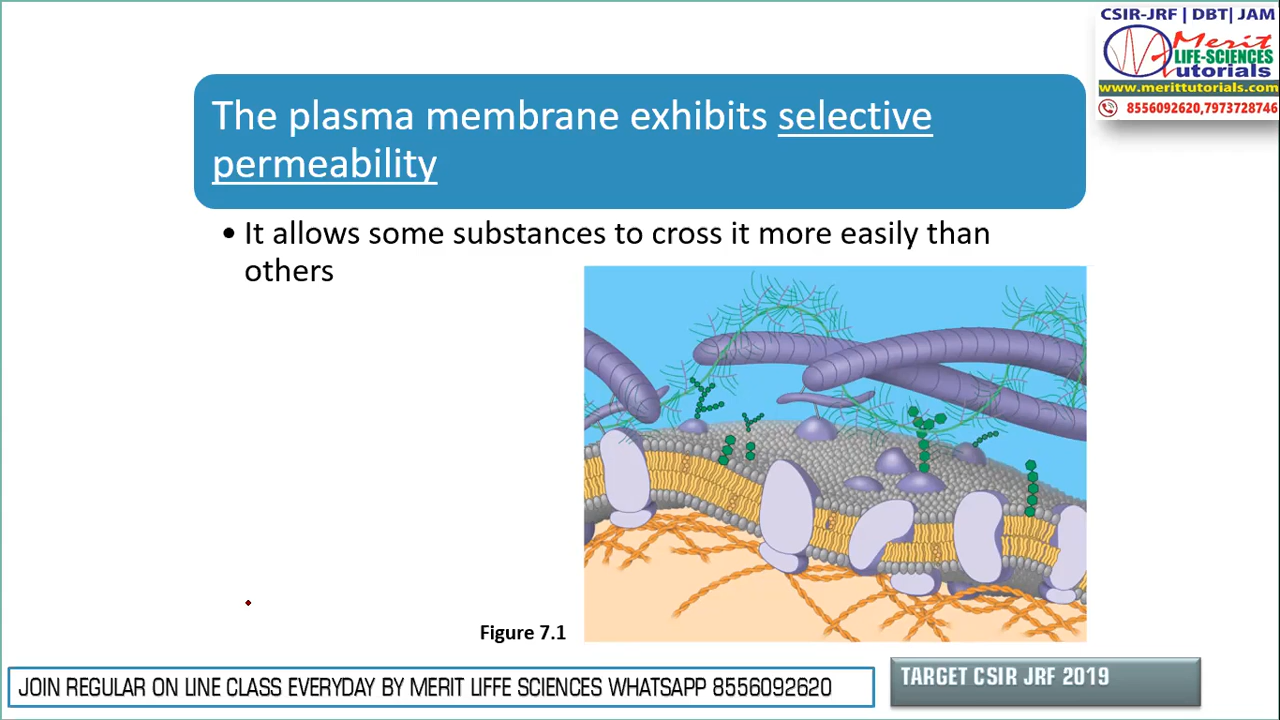 CSIR-JRF | DBT| JAM
Merit
LIFE-SCIENCES
utorials
www.merittutorials.com
8556092620,7973728746
The plasma membrane exhibits selective
permeability
• It allows some substances to cross it more easily than
others
Figure 7.1
JOIN REGULAR ON LINE CLASS EVERYDAY BY MERIT LIFFE SCIENCES WHATSAPP 8556092620
TARGET CSIR JRF 2019